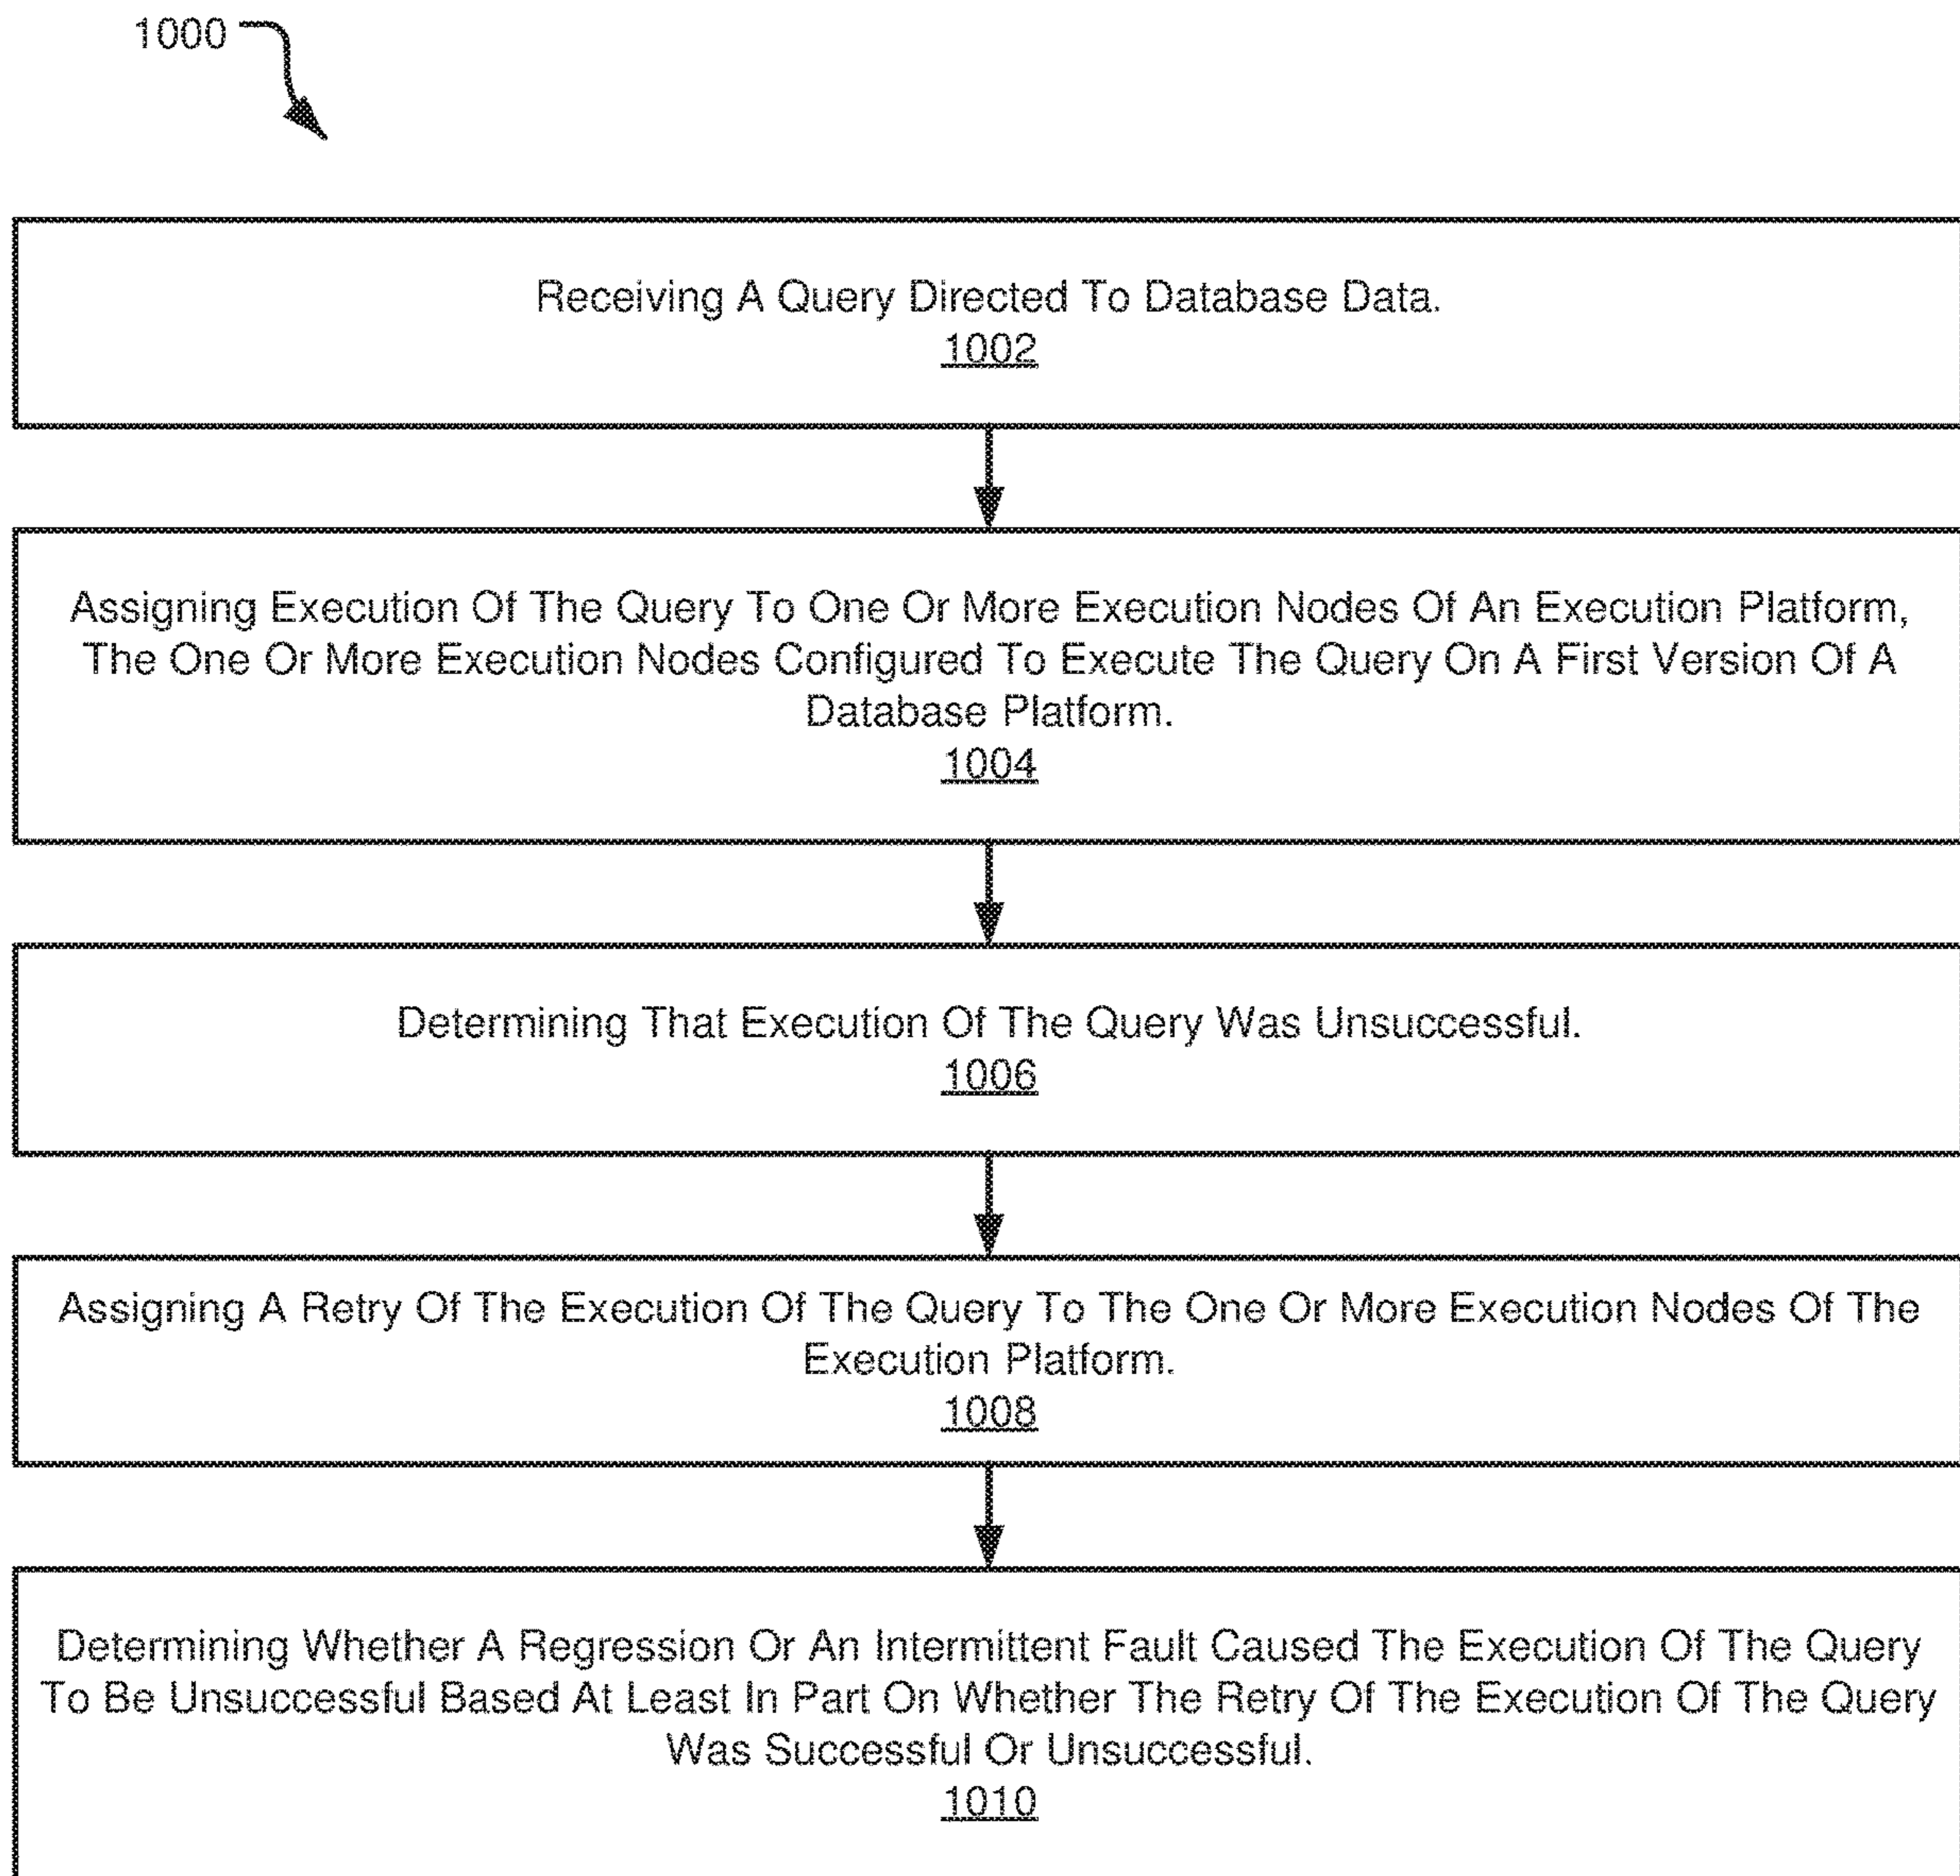 1000
Receiving A Query Directed To Database Data.
1002
Assigning Execution Of The Query To One Or More Execution Nodes Of An Execution Platform,
The One Or More Execution Nodes Configured To Execute The Query On A First Version Of A
Database Platform.
1004
Determining That Execution Of The Query Was Unsuccessful.
1006
Assigning A Retry Of The Execution Of The Query To The One Or More Execution Nodes Of The
Execution Platform.
1008
Determining Whether A Regression Or An Intermittent Fault Caused The Execution Of The Query
To Be Unsuccessful Based At Least In Part On Whether The Retry Of The Execution Of The Query
Was Successful Or Unsuccessful.
1010